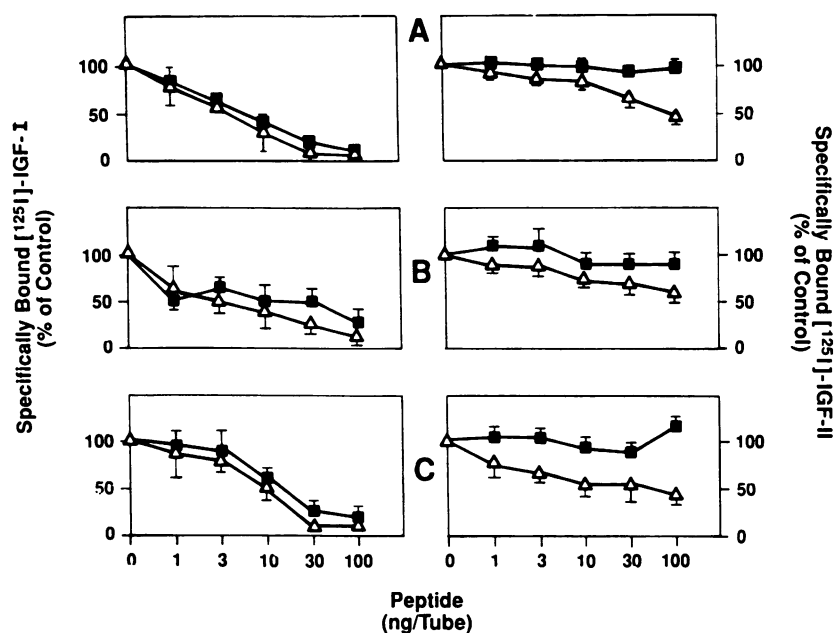 A
100
50
0
100
50
0
B
100
50
0
100
50
0
C
100
50
0
100
50
0
0 1 3 10 30 100
0 1 3 10 30 100
Peptide
(ng/Tube)
Specifically Bound [¹²⁵I]-IGF-I
(% of Control)
Specifically Bound [¹²⁵I]-IGF-II
(% of Control)